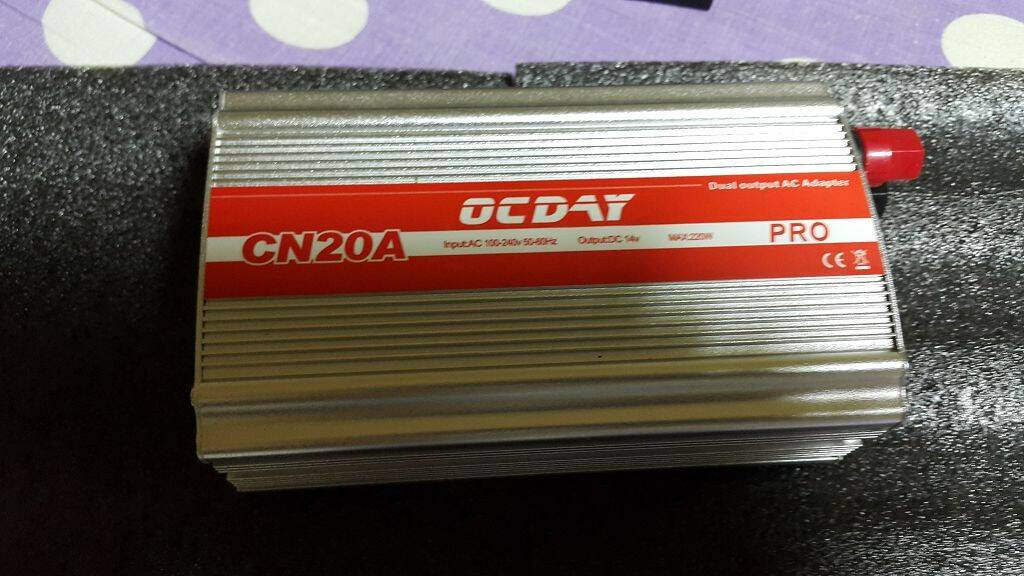 Dual output AC Adapter
OCDAY
CN20A Input:AC 100-240v 50-60Hz Output:DC 14v MAX:220W PRO
CE